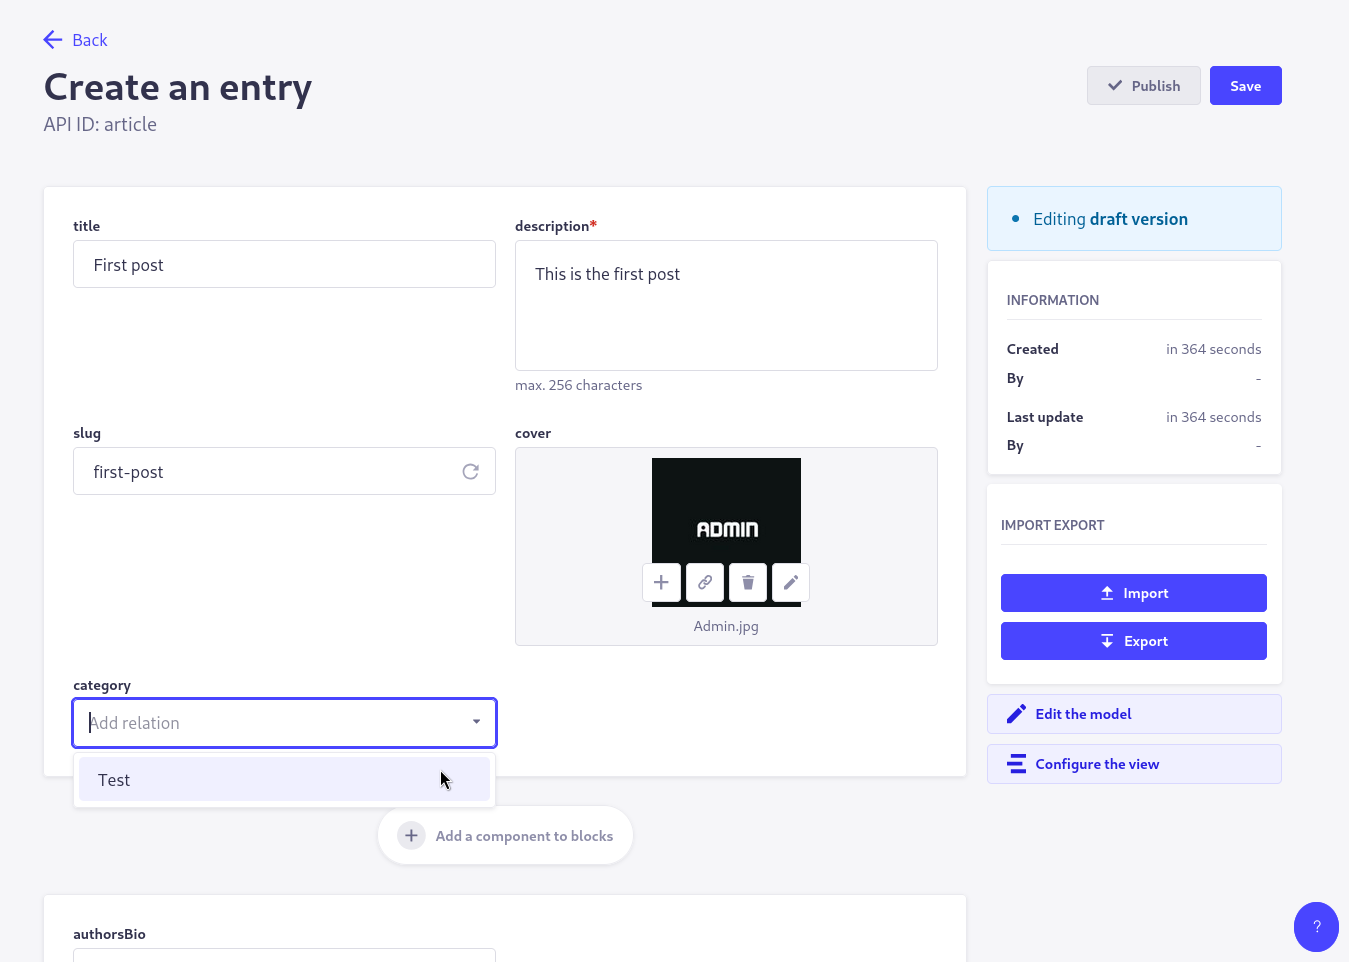 Back
Create an entry
API ID: article
Publish
Save
title
First post
description*
This is the first post
max. 256 characters
slug
first-post
cover
ADMIN
Admin.jpg
category
Add relation
Test
Add a component to blocks
authorsBio
Editing draft version
INFORMATION
Created in 364 seconds
By -
Last update in 364 seconds
By -
IMPORT EXPORT
Import
Export
Edit the model
Configure the view
?